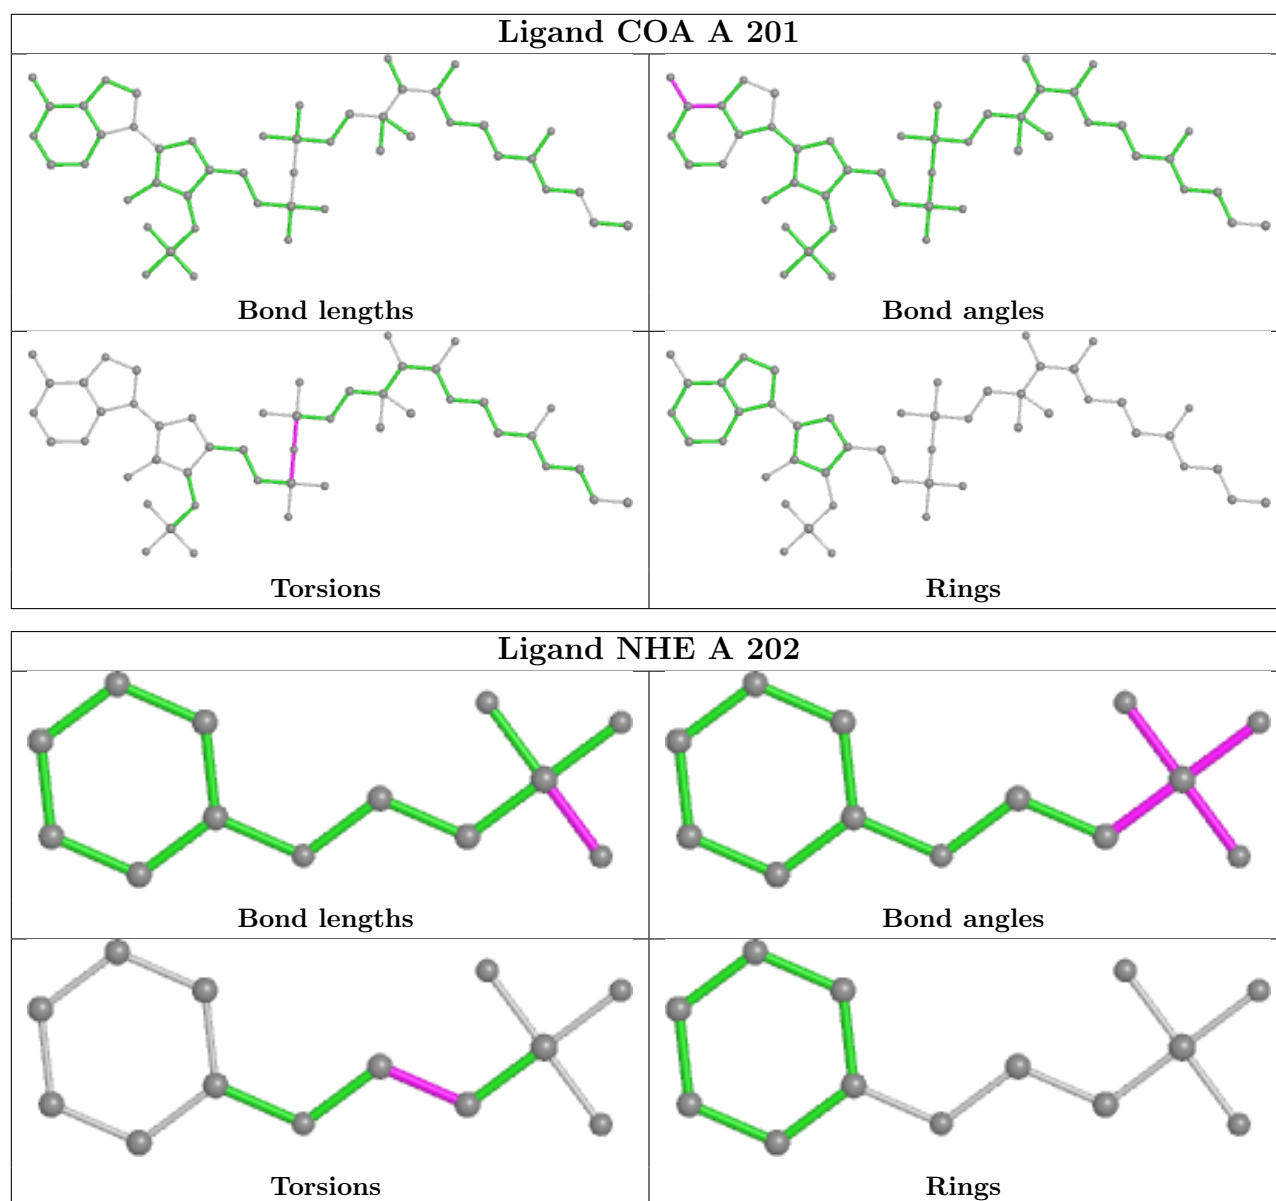 Ligand COA A 201
Bond lengths
Bond angles
Torsions
Rings
Ligand NHE A 202
Bond lengths
Bond angles
Torsions
Rings